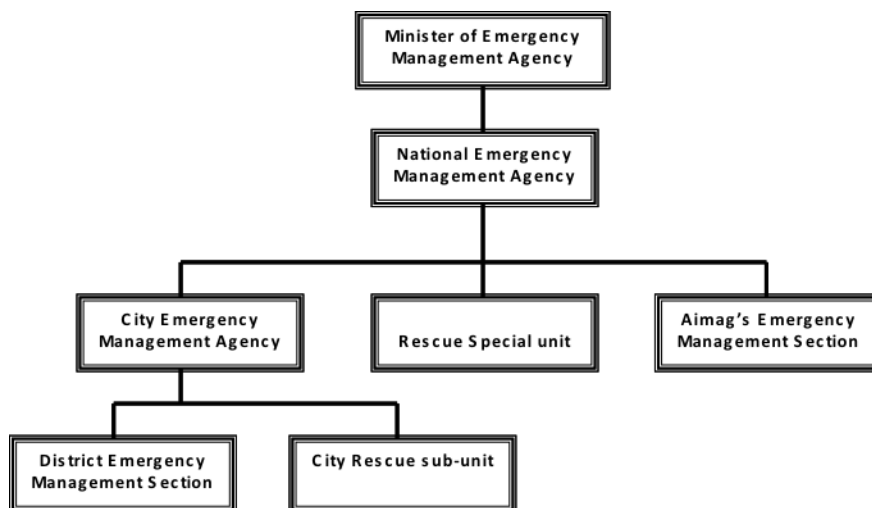 Minister of Emergency
Management Agency
National Emergency
Management Agency
City Emergency
Management Agency
Rescue Special unit
Aimag's Emergency
Management Section
District Emergency
Management Section
City Rescue sub-unit